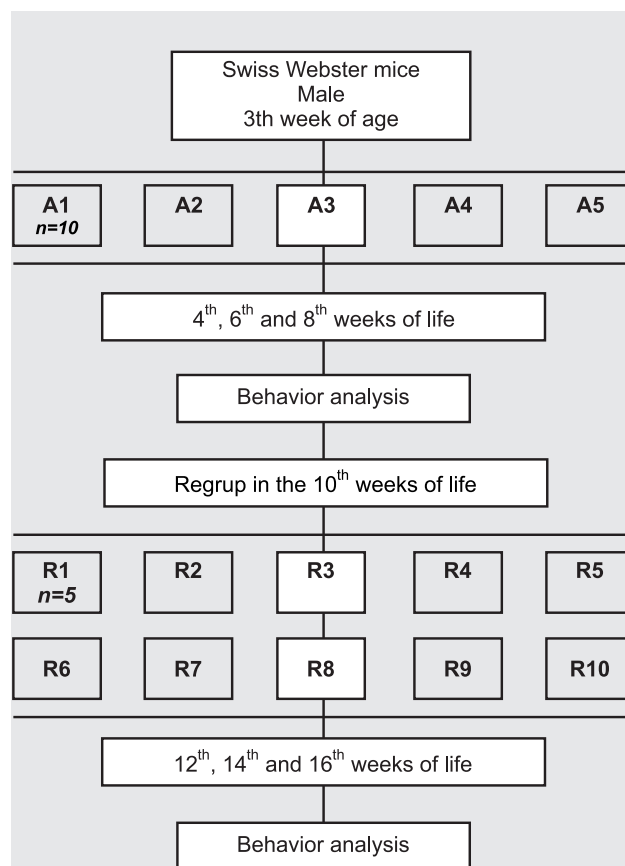 Swiss Webster mice
Male
3th week of age
A1 A2 A3 A4 A5
n=10
4th, 6th and 8th weeks of life
Behavior analysis
Regrup in the 10th weeks of life
R1 R2 R3 R4 R5
n=5
R6 R7 R8 R9 R10
12th, 14th and 16th weeks of life
Behavior analysis